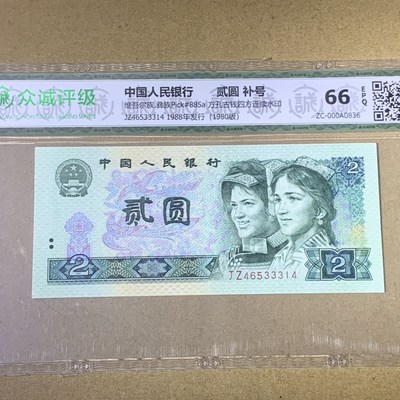 众诚评级
中国人民银行 贰圆 补号
维吾尔族.彝族Pick#885a 方孔古钱四方连续水印
JZ46533314 1988年发行 (1980版)
66
EPQ
ZC-000A0836
中国人民银行
2
贰圆
2
JZ46533314
2